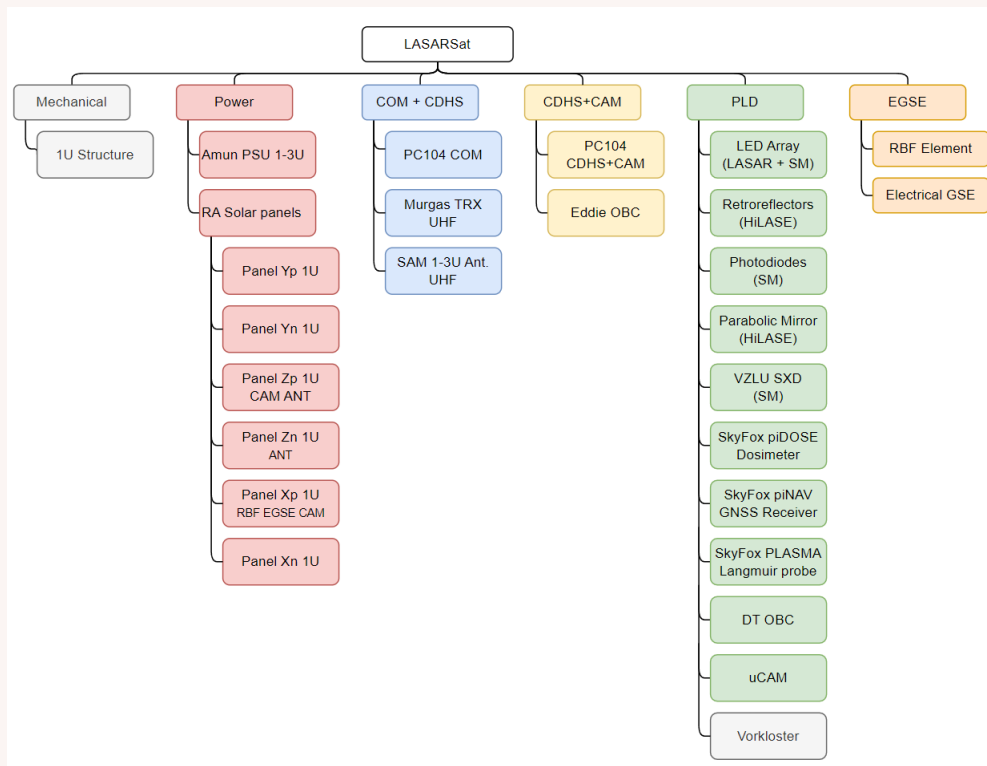 LASARSat
Mechanical
1U Structure
Power
Amun PSU 1-3U
RA Solar panels
Panel Yp 1U
Panel Yn 1U
Panel Zp 1U
CAM ANT
Panel Zn 1U
ANT
Panel Xp 1U
RBF EGSE CAM
Panel Xn 1U
COM + CDHS
PC104 COM
Murgas TRX
UHF
SAM 1-3U Ant.
UHF
CDHS+CAM
PC104
CDHS+CAM
Eddie OBC
PLD
LED Array
(LASAR + SM)
Retroreflectors
(HiLASE)
Photodiodes
(SM)
Parabolic Mirror
(HiLASE)
VZLU SXD
(SM)
SkyFox piDOSE
Dosimeter
SkyFox piNAV
GNSS Receiver
SkyFox PLASMA
Langmuir probe
DT OBC
uCAM
Vorkloster
EGSE
RBF Element
Electrical GSE